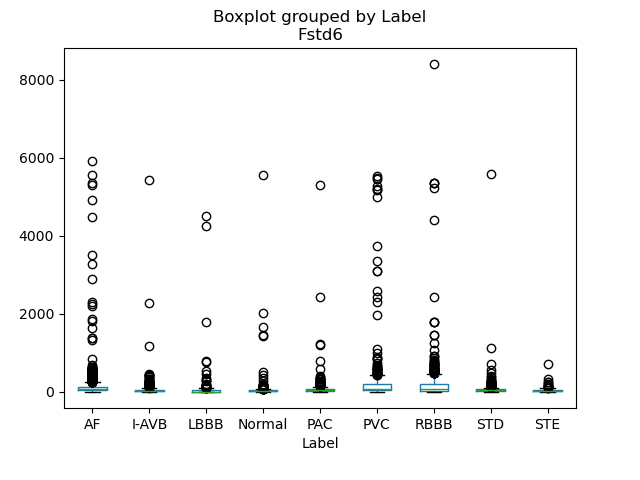 Boxplot grouped by Label
Fstd6
8000
6000
4000
2000
0
AF I-AVB LBBB Normal PAC PVC RBBB STD STE
Label